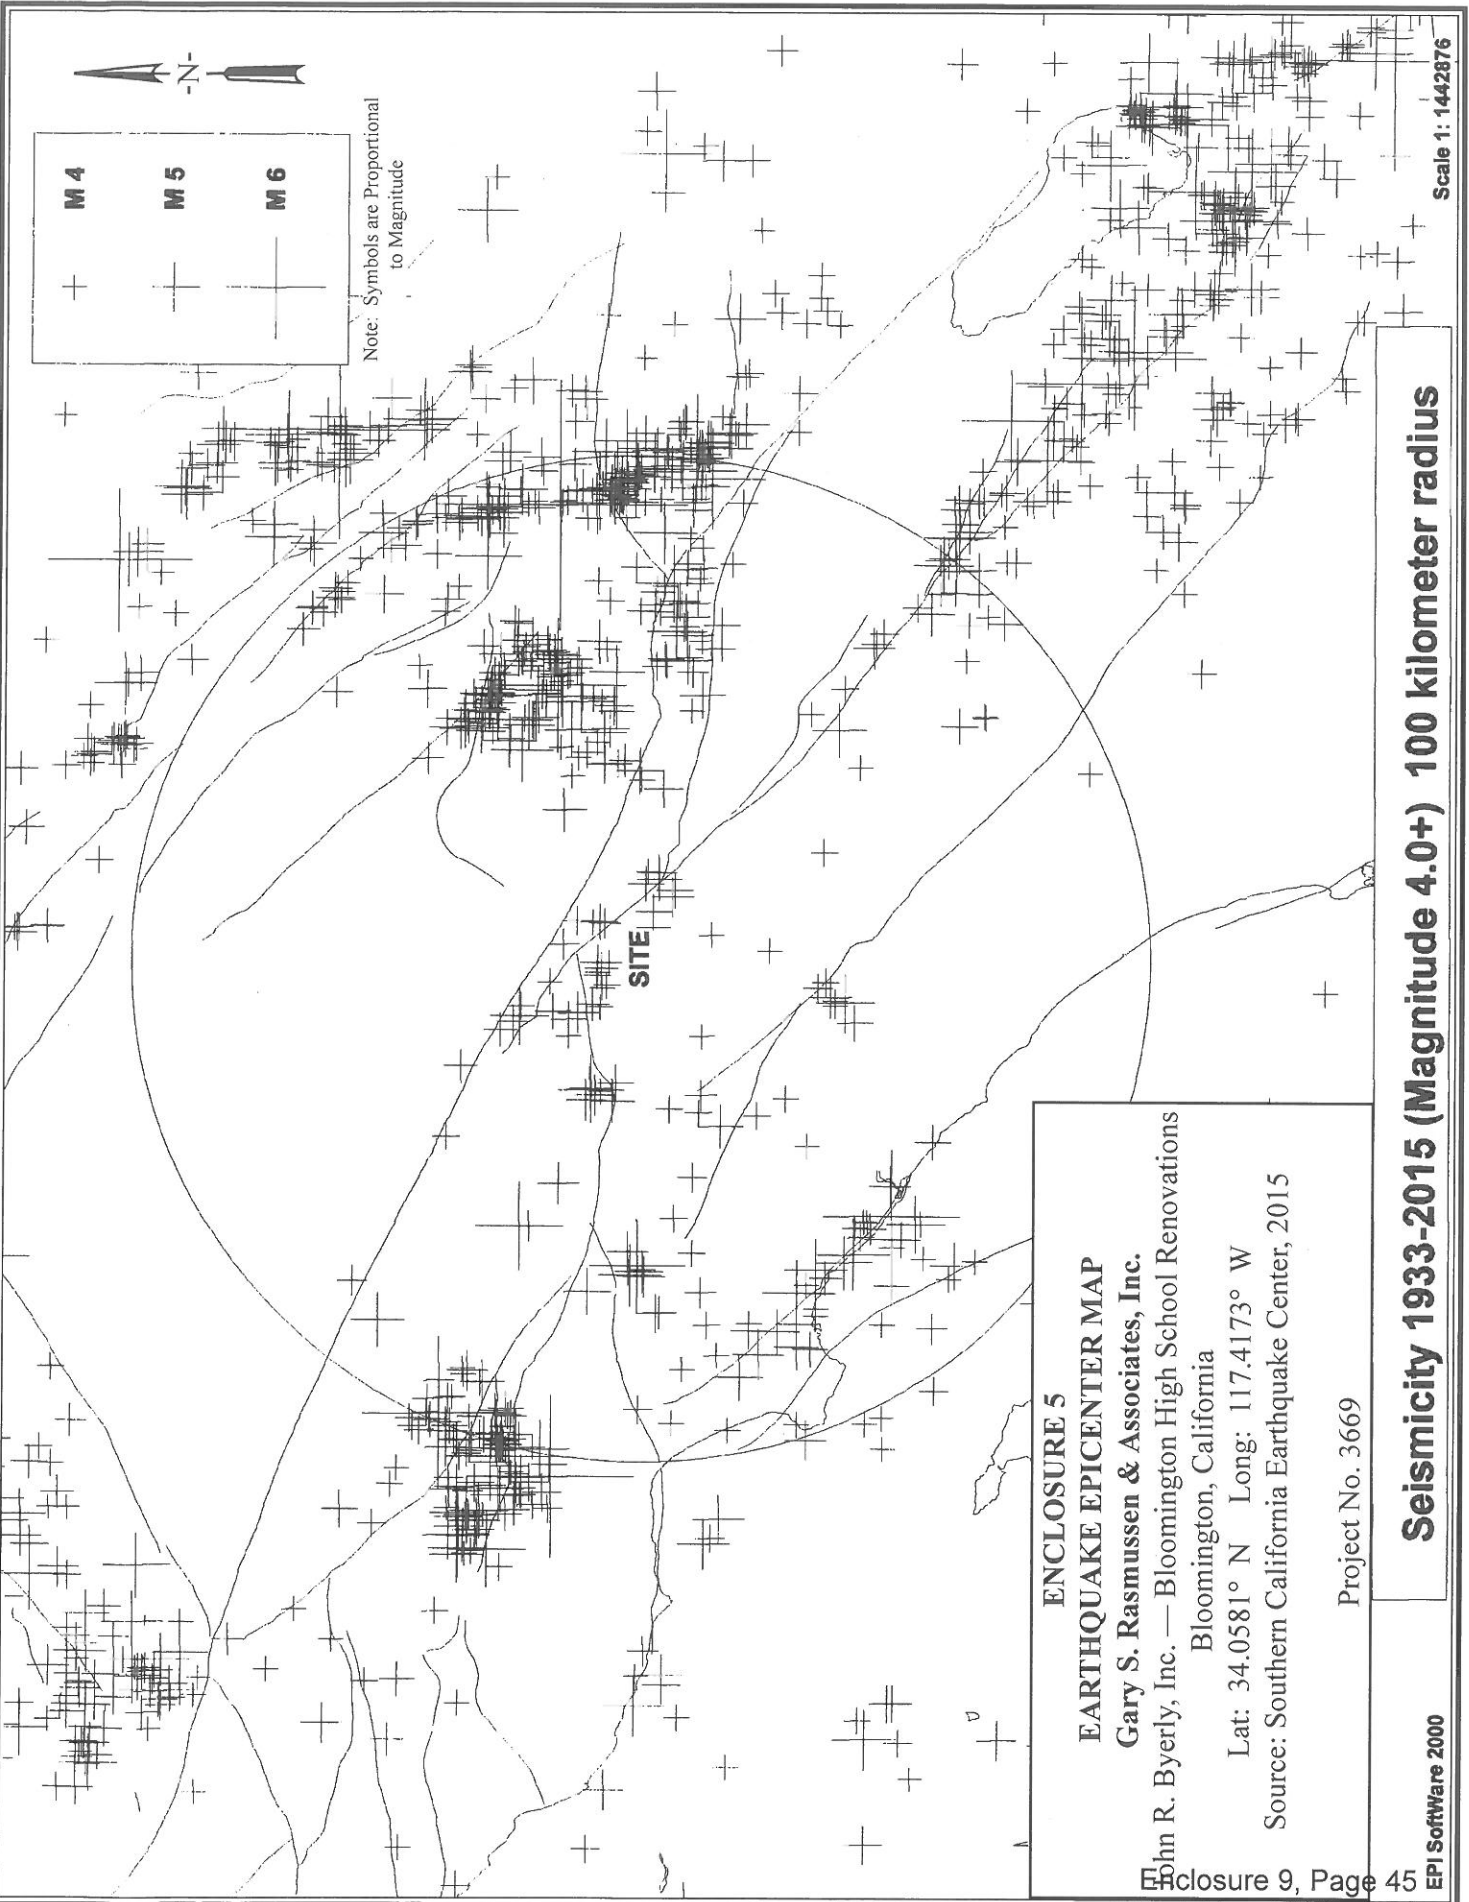 -N-
M 4
M 5
M 6
Note: Symbols are Proportional
to Magnitude
SITE
ENCLOSURE 5
EARTHQUAKE EPICENTER MAP
Gary S. Rasmussen & Associates, Inc.
John R. Byerly, Inc. — Bloomington High School Renovations
Bloomington, California
Lat: 34.0581° N Long: 117.4173° W
Source: Southern California Earthquake Center, 2015
Project No. 3669
Seismicity 1933-2015 (Magnitude 4.0+) 100 kilometer radius
Scale 1: 1442876
EPI SoftWare 2000
Enclosure 9, Page 45